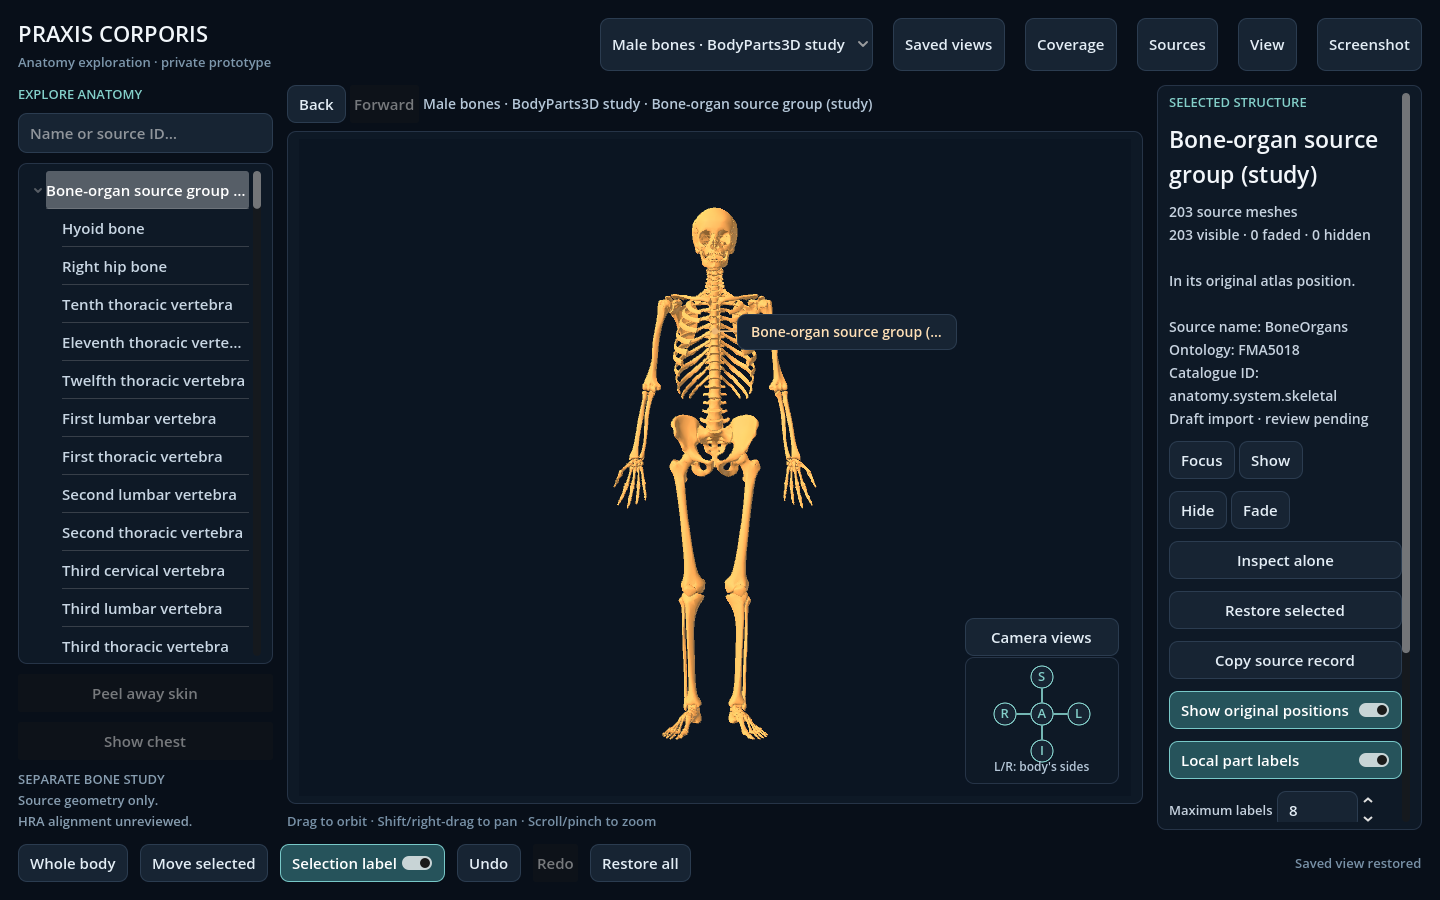 PRAXIS CORPORIS
Anatomy exploration · private prototype
Male bones · BodyParts3D study
Saved views
Coverage
Sources
View
Screenshot
EXPLORE ANATOMY
Name or source ID...
Bone-organ source group ...
Hyoid bone
Right hip bone
Tenth thoracic vertebra
Eleventh thoracic verte...
Twelfth thoracic vertebra
First lumbar vertebra
First thoracic vertebra
Second lumbar vertebra
Second thoracic vertebra
Third cervical vertebra
Third lumbar vertebra
Third thoracic vertebra
Peel away skin
Show chest
SEPARATE BONE STUDY
Source geometry only.
HRA alignment unreviewed.
Back
Forward
Male bones · BodyParts3D study · Bone-organ source group (study)
Bone-organ source group (...
Camera views
S
R
A
L
I
L/R: body's sides
Drag to orbit · Shift/right-drag to pan · Scroll/pinch to zoom
SELECTED STRUCTURE
Bone-organ source
group (study)
203 source meshes
203 visible · 0 faded · 0 hidden
In its original atlas position.
Source name: BoneOrgans
Ontology: FMA5018
Catalogue ID:
anatomy.system.skeletal
Draft import · review pending
Focus
Show
Hide
Fade
Inspect alone
Restore selected
Copy source record
Show original positions
Local part labels
Maximum labels
8
Whole body
Move selected
Selection label
Undo
Redo
Restore all
Saved view restored